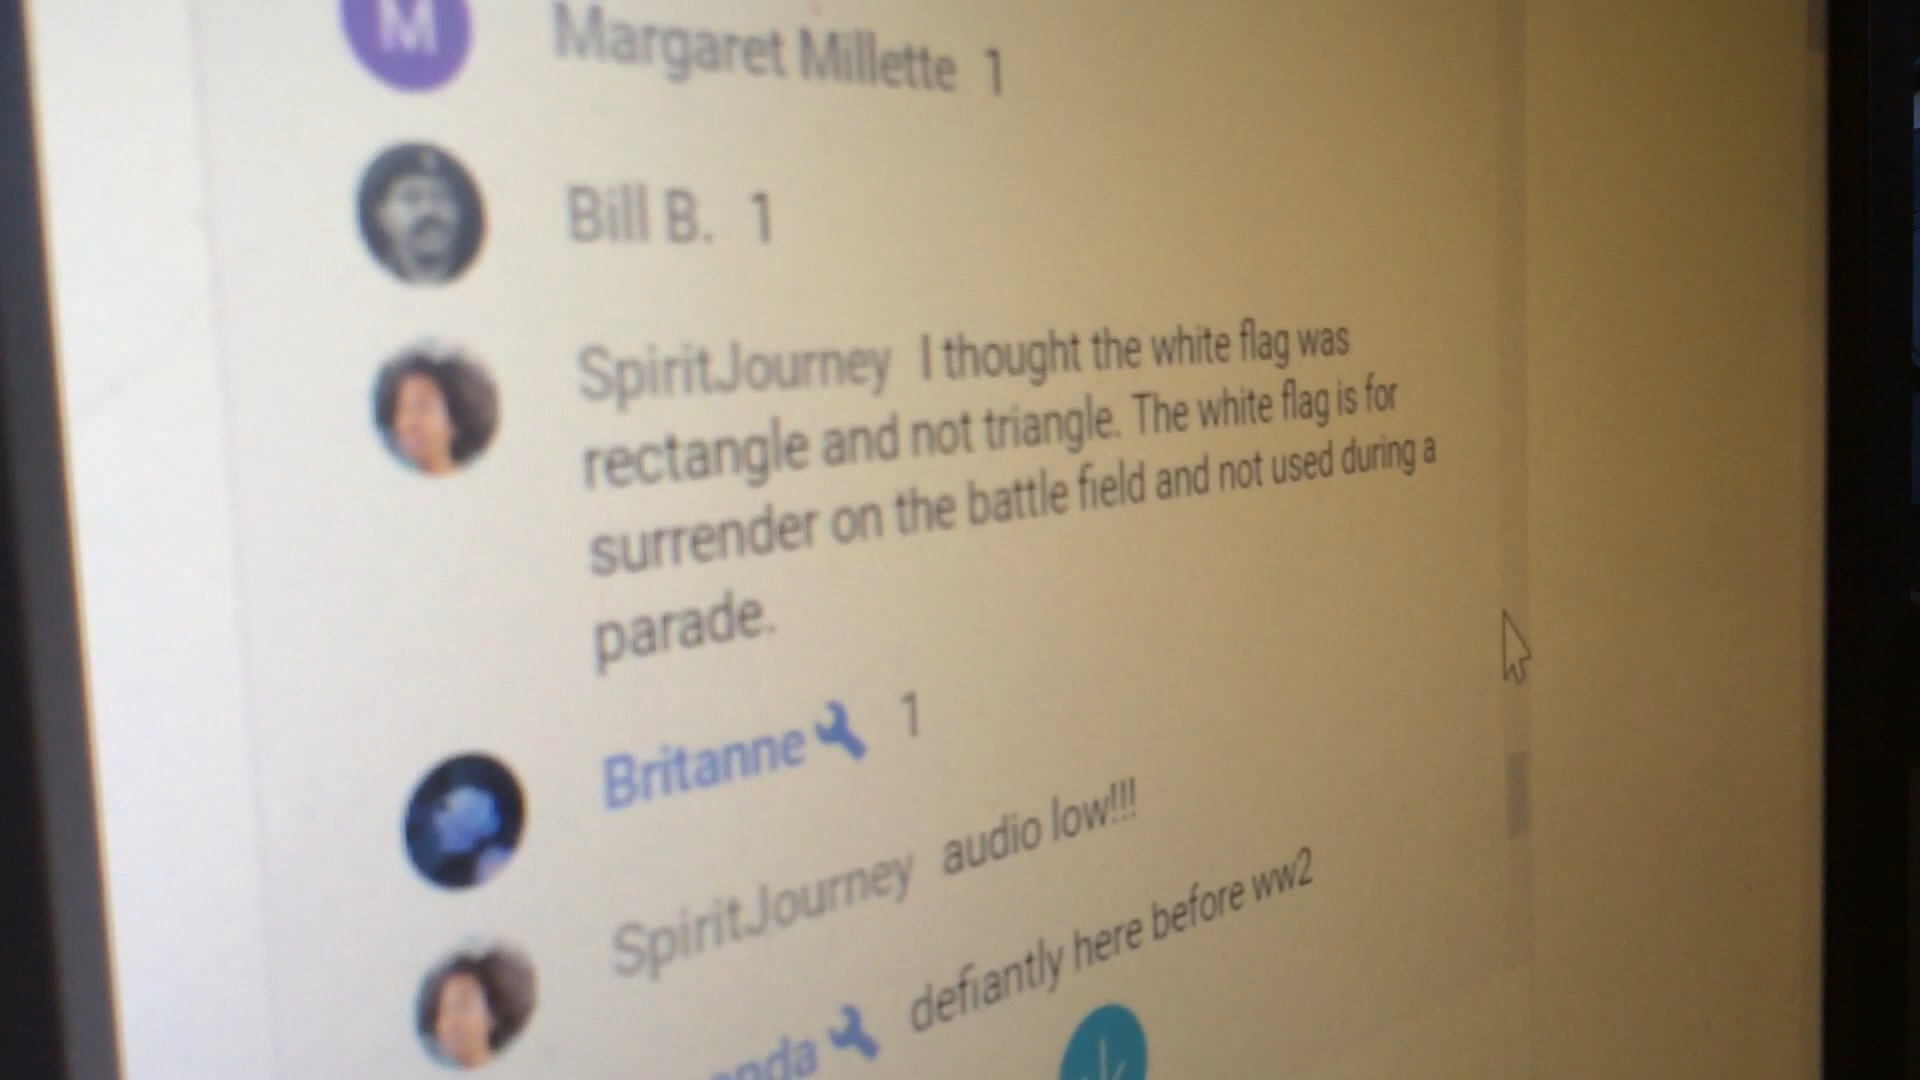 M
Margaret Millette 1
Bill B. 1
SpiritJourney I thought the white flag was
rectangle and not triangle. The white flag is for
surrender on the battle field and not used during a
parade.
Britanne 1
SpiritJourney audio low!!!
defiantly here before ww2